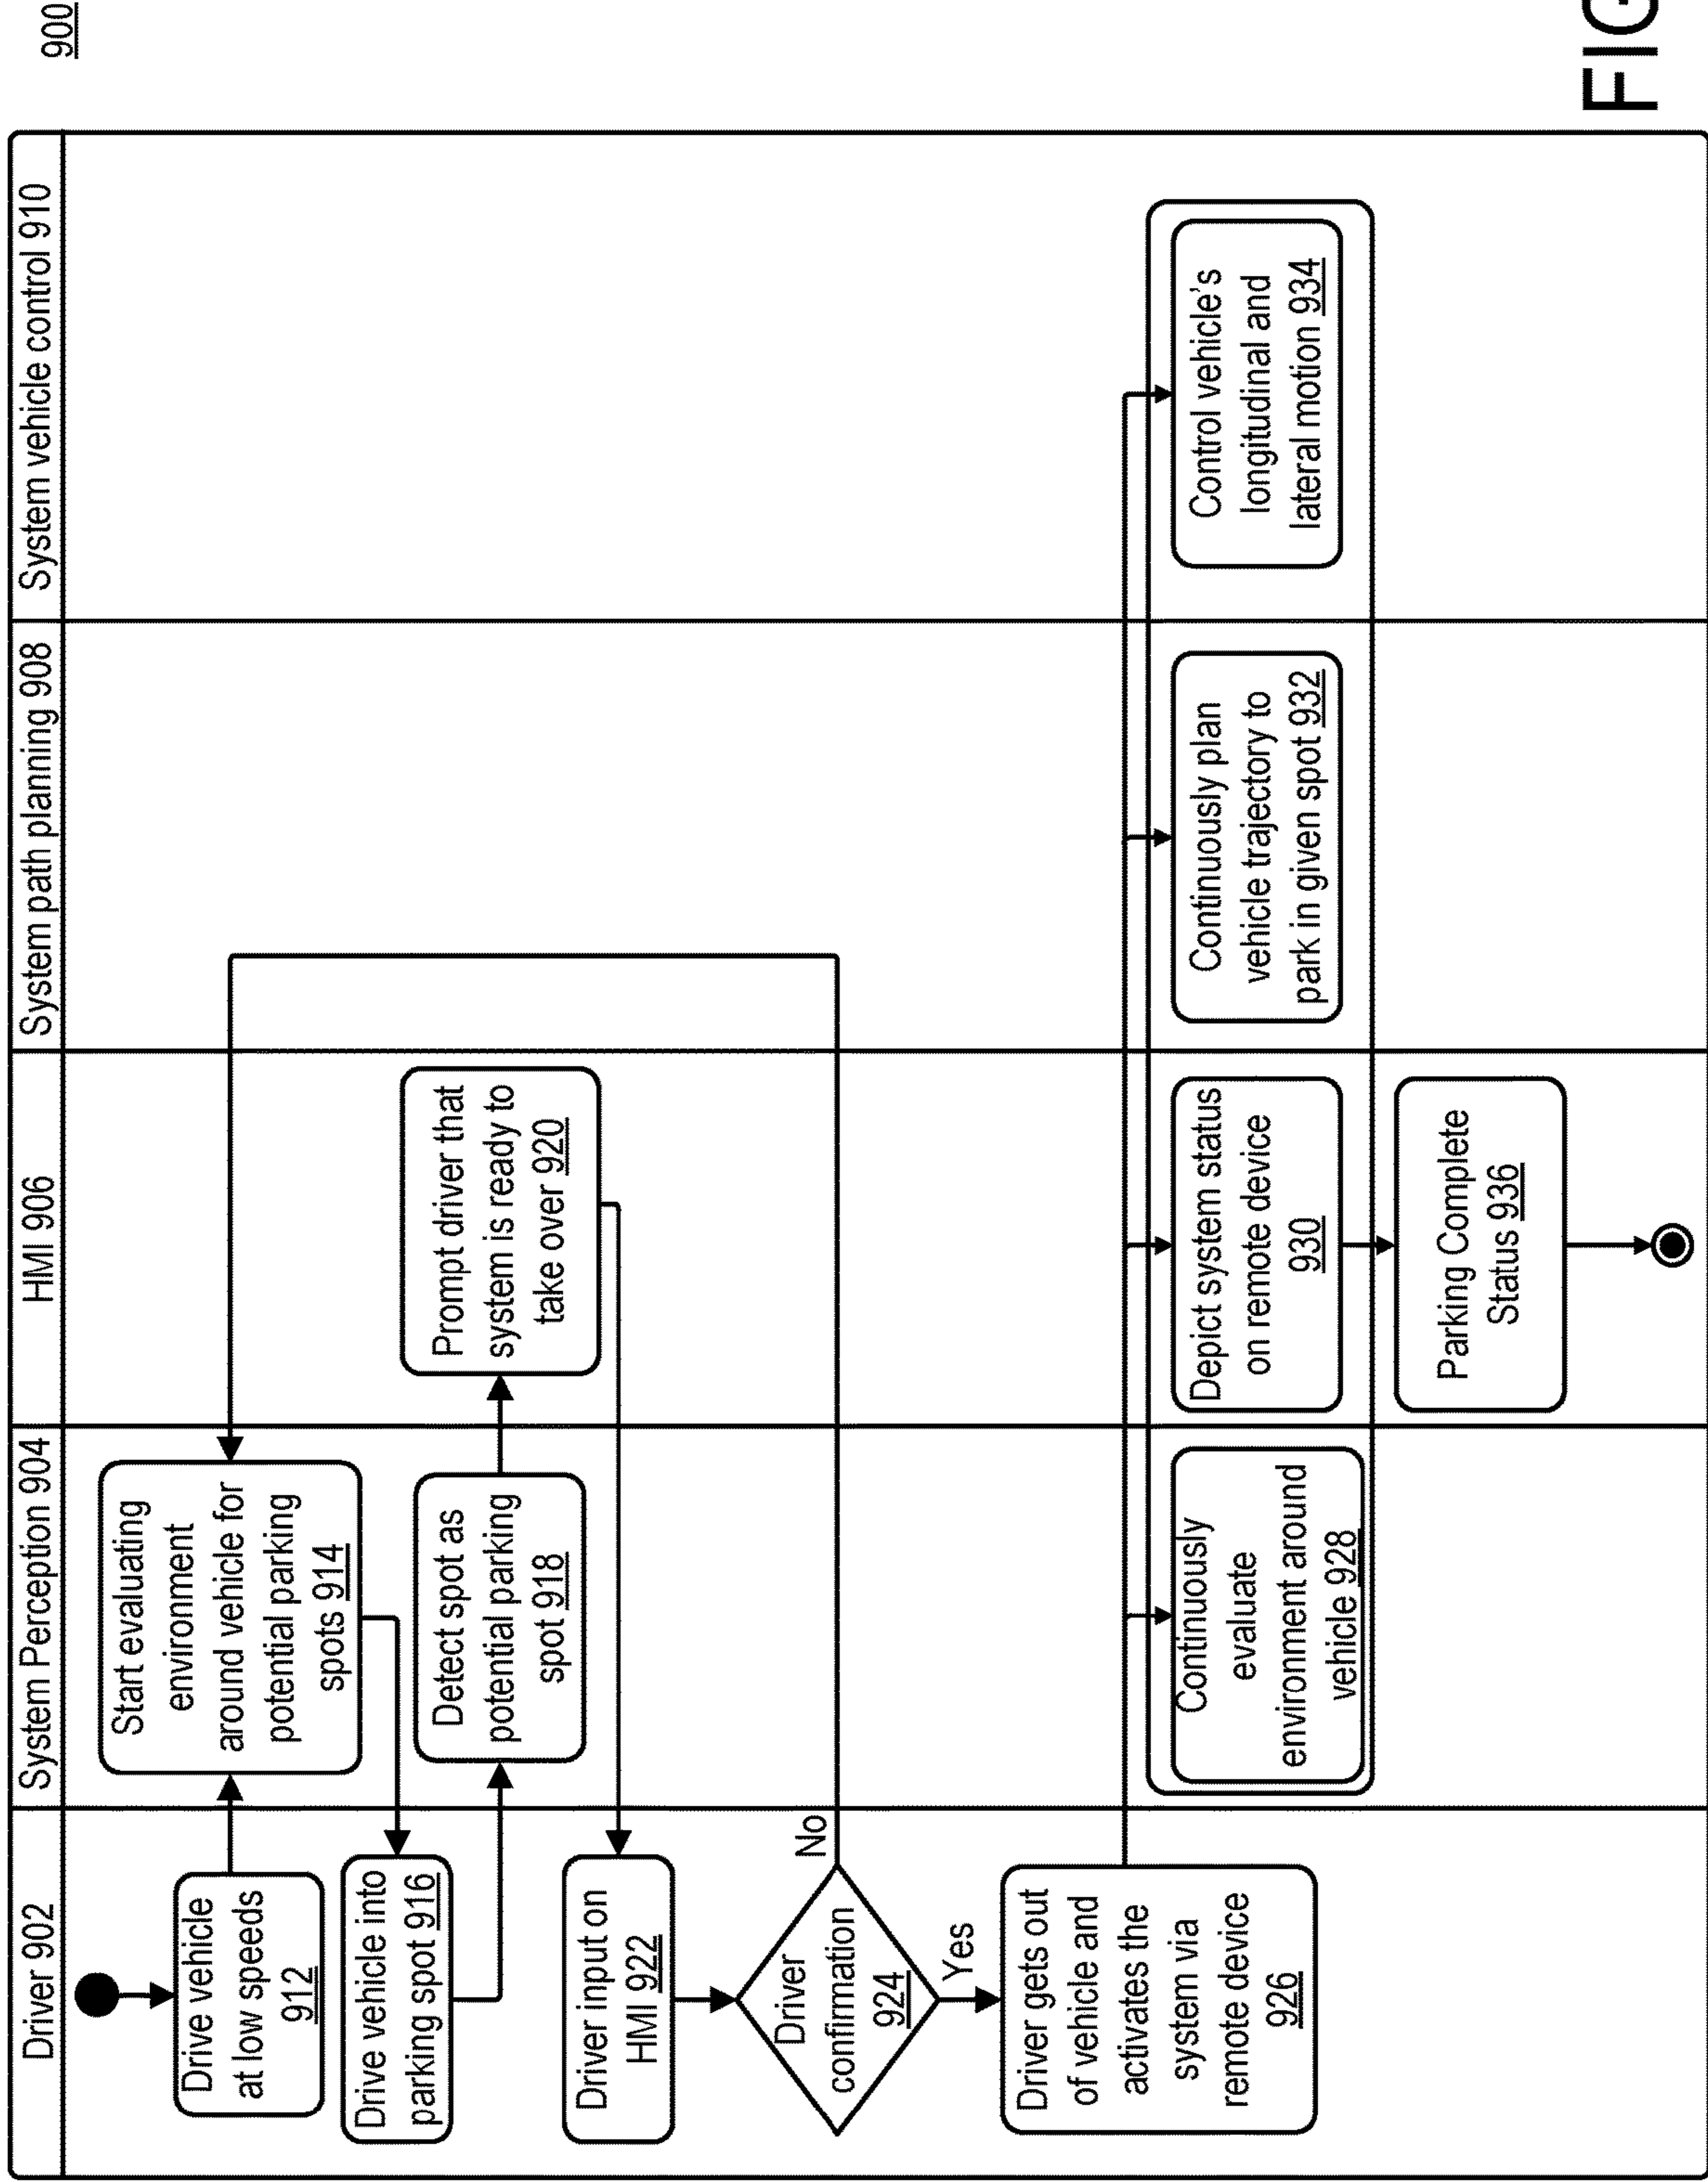 900
Driver 902
System Perception 904
HMI 906
System path planning 908
System vehicle control 910
Drive vehicle
at low speeds
912
Start evaluating
environment
around vehicle for
potential parking
spots 914
Drive vehicle into
parking spot 916
Detect spot as
potential parking
spot 918
Prompt driver that
system is ready to
take over 920
Driver input on
HMI 922
Driver
confirmation
924
No
Yes
Driver gets out
of vehicle and
activates the
system via
remote device
926
Continuously
evaluate
environment around
vehicle 928
Depict system status
on remote device
930
Continuously plan
vehicle trajectory to
park in given spot 932
Control vehicle's
longitudinal and
lateral motion 934
Parking Complete
Status 936
FIG